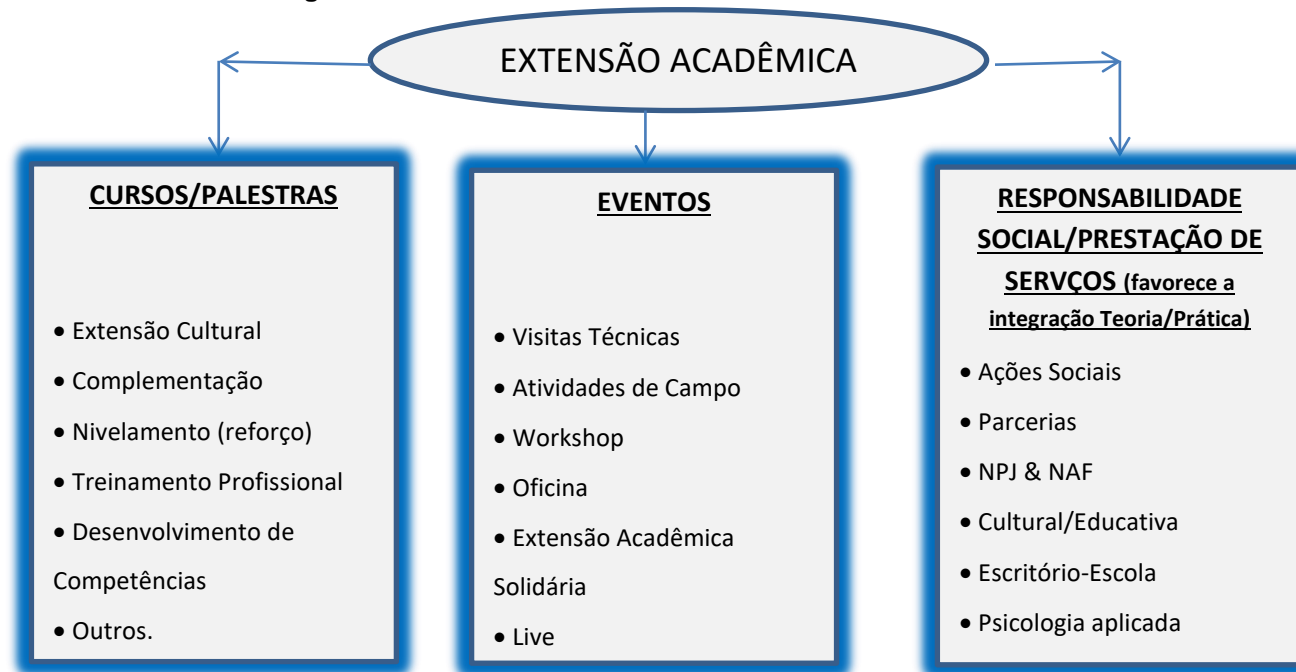 EXTENSÃO ACADÊMICA
CURSOS/PALESTRAS
• Extensão Cultural
• Complementação
• Nivelamento (reforço)
• Treinamento Profissional
• Desenvolvimento de
Competências
• Outros.
EVENTOS
• Visitas Técnicas
• Atividades de Campo
• Workshop
• Oficina
• Extensão Acadêmica
Solidária
• Live
RESPONSABILIDADE
SOCIAL/PRESTAÇÃO DE
SERVÇOS (favorece a
integração Teoria/Prática)
• Ações Sociais
• Parcerias
• NPJ & NAF
• Cultural/Educativa
• Escritório-Escola
• Psicologia aplicada